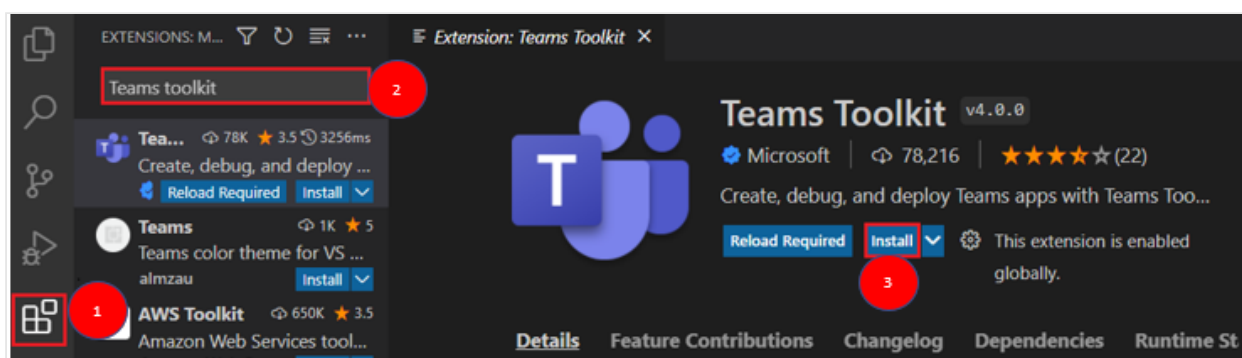 EXTENSIONS: M...
Teams toolkit
2
Tea... 78K ★ 3.5 3256ms
Create, debug, and deploy ...
Reload Required Install
Teams 1K ★ 5
Teams color theme for VS ...
almzau Install
1
AWS Toolkit 650K ★ 3.5
Amazon Web Services tool...
Extension: Teams Toolkit ×
T
Teams Toolkit v4.0.0
Microsoft | 78,216 | ★★★★☆(22)
Create, debug, and deploy Teams apps with Teams Too...
Reload Required Install This extension is enabled
globally.
3
Details Feature Contributions Changelog Dependencies Runtime St